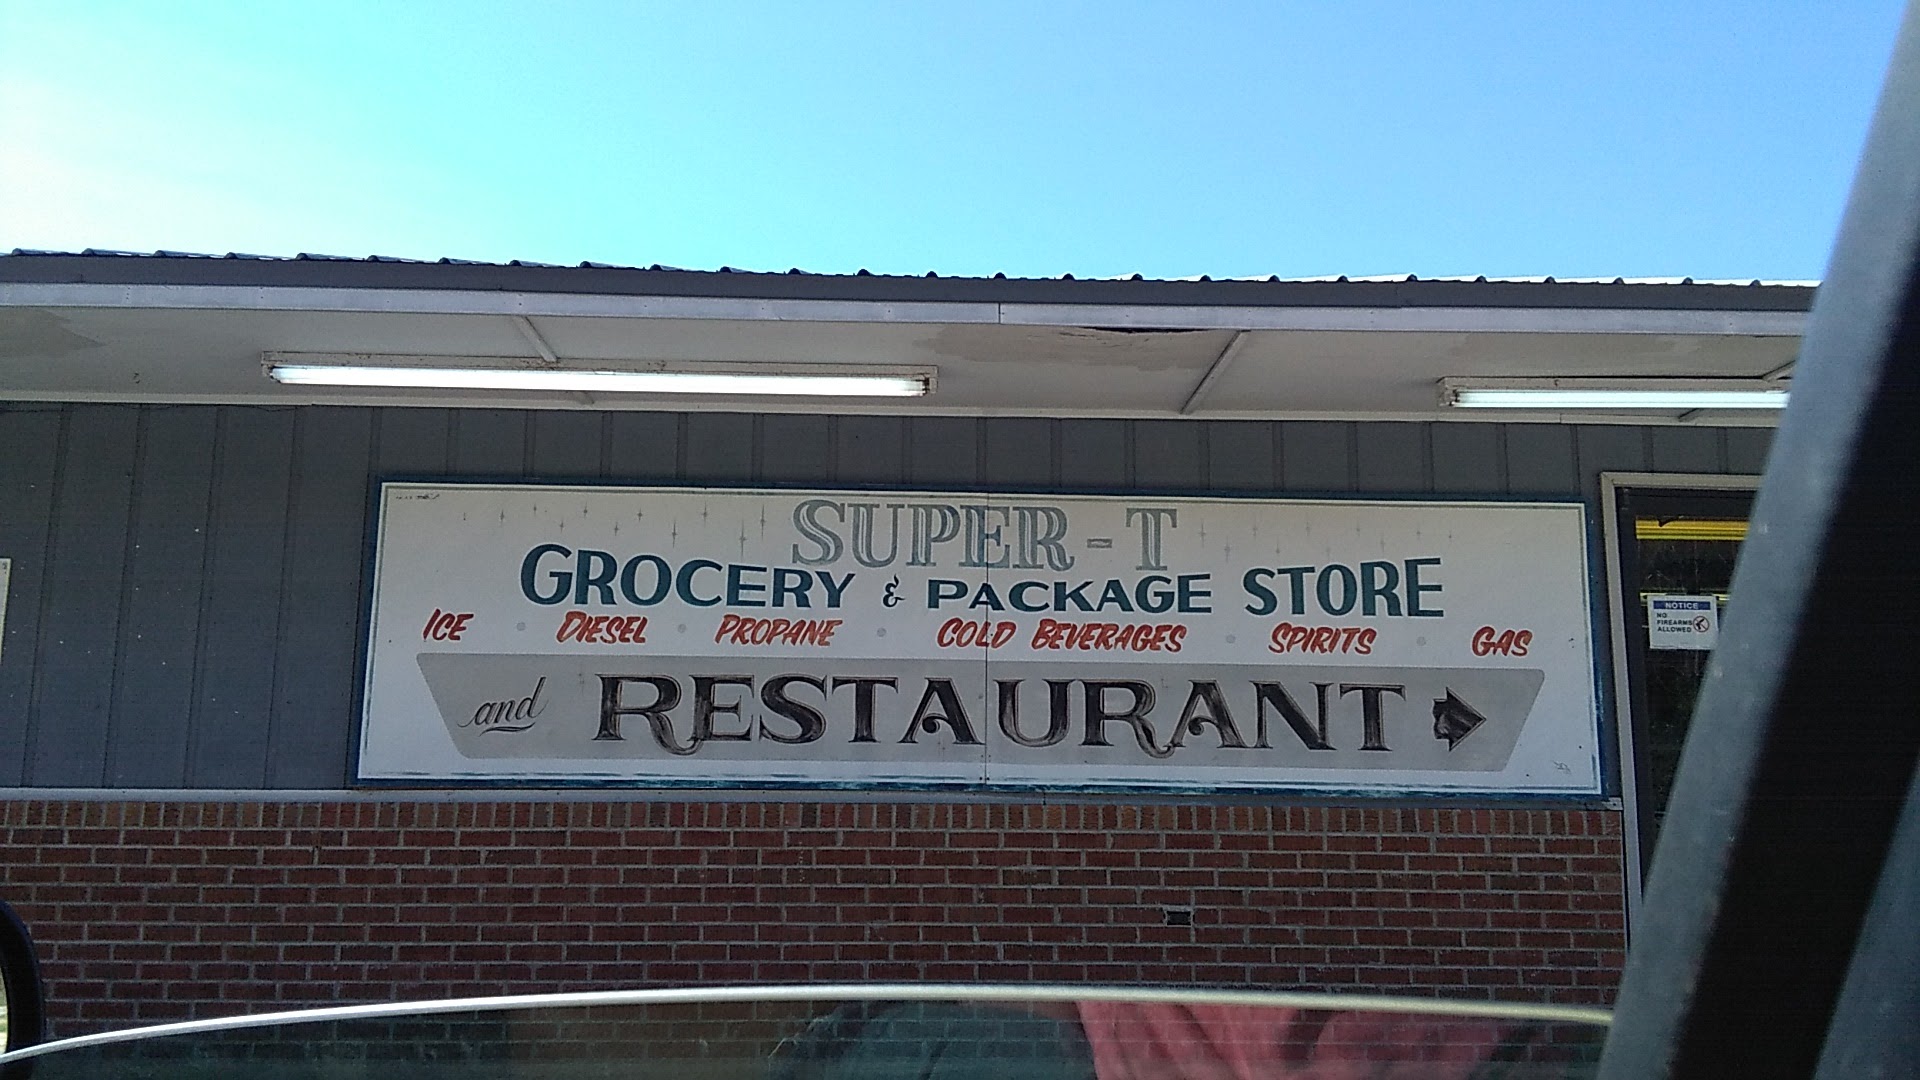 SUPER-T
GROCERY & PACKAGE STORE
ICE DIESEL PROPANE COLD BEVERAGES SPIRITS GAS
and RESTAURANT
NOTICE
NO
FIREARMS
ALLOWED